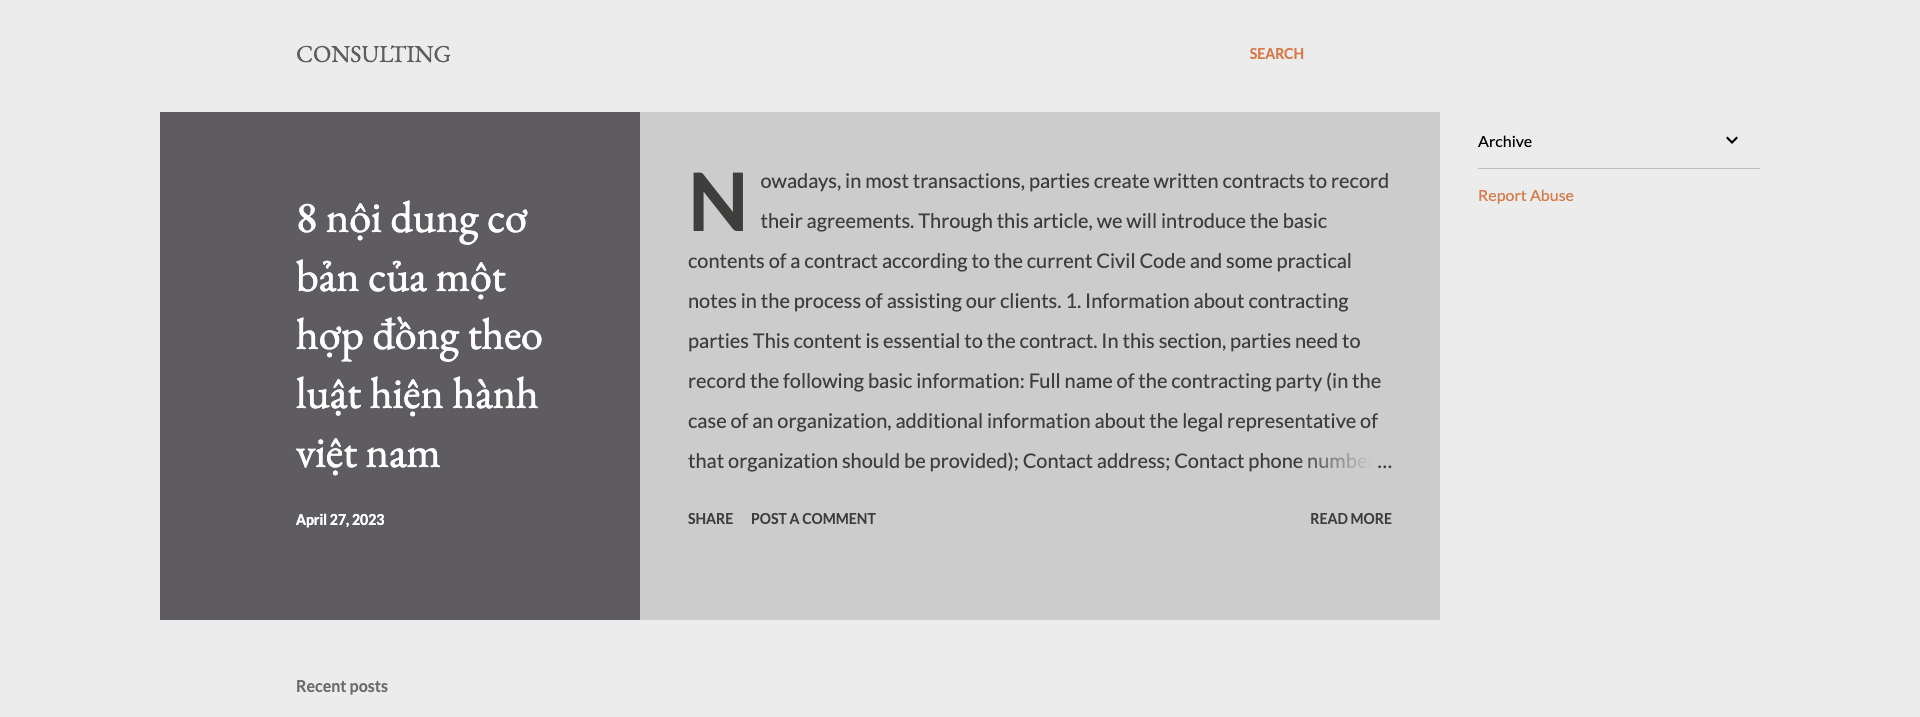 CONSULTING
SEARCH
8 nội dung cơ
bản của một
hợp đồng theo
luật hiện hành
việt nam
April 27, 2023
Nowadays, in most transactions, parties create written contracts to record
their agreements. Through this article, we will introduce the basic
contents of a contract according to the current Civil Code and some practical
notes in the process of assisting our clients. 1. Information about contracting
parties This content is essential to the contract. In this section, parties need to
record the following basic information: Full name of the contracting party (in the
case of an organization, additional information about the legal representative of
that organization should be provided); Contact address; Contact phone number...
SHARE POST A COMMENT READ MORE
Archive
Report Abuse
Recent posts